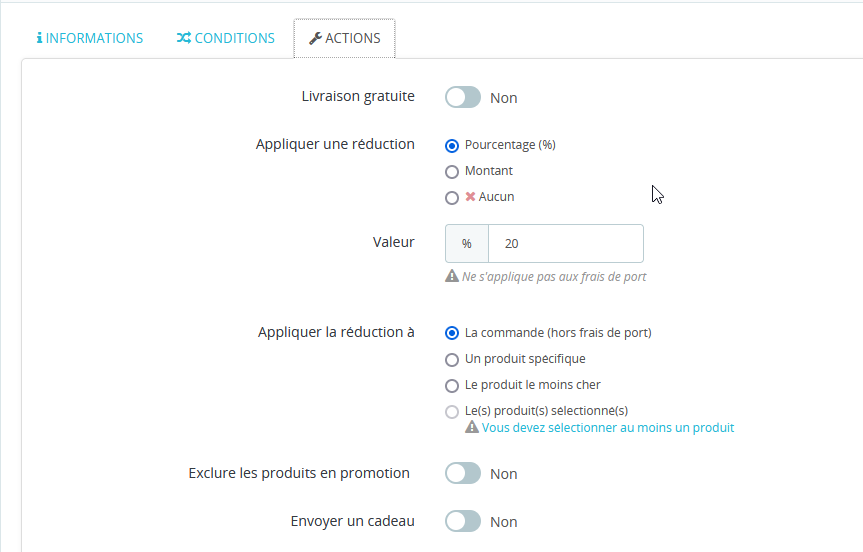 INFORMATIONS CONDITIONS ACTIONS
Livraison gratuite Non
Appliquer une réduction Pourcentage (%)
Montant
Aucun
Valeur % 20
Ne s'applique pas aux frais de port
Appliquer la réduction à La commande (hors frais de port)
Un produit spécifique
Le produit le moins cher
Le(s) produit(s) sélectionné(s)
Vous devez sélectionner au moins un produit
Exclure les produits en promotion Non
Envoyer un cadeau Non